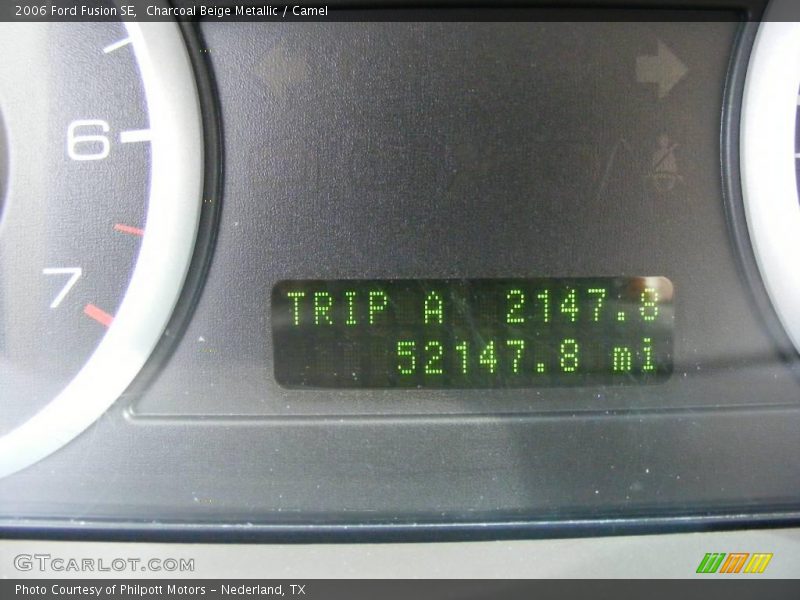 2006 Ford Fusion SE, Charcoal Beige Metallic / Camel
6
7
TRIP A 2147.8
52147.8 mi
GTCARLOT.COM
Photo Courtesy of Philpott Motors - Nederland, TX